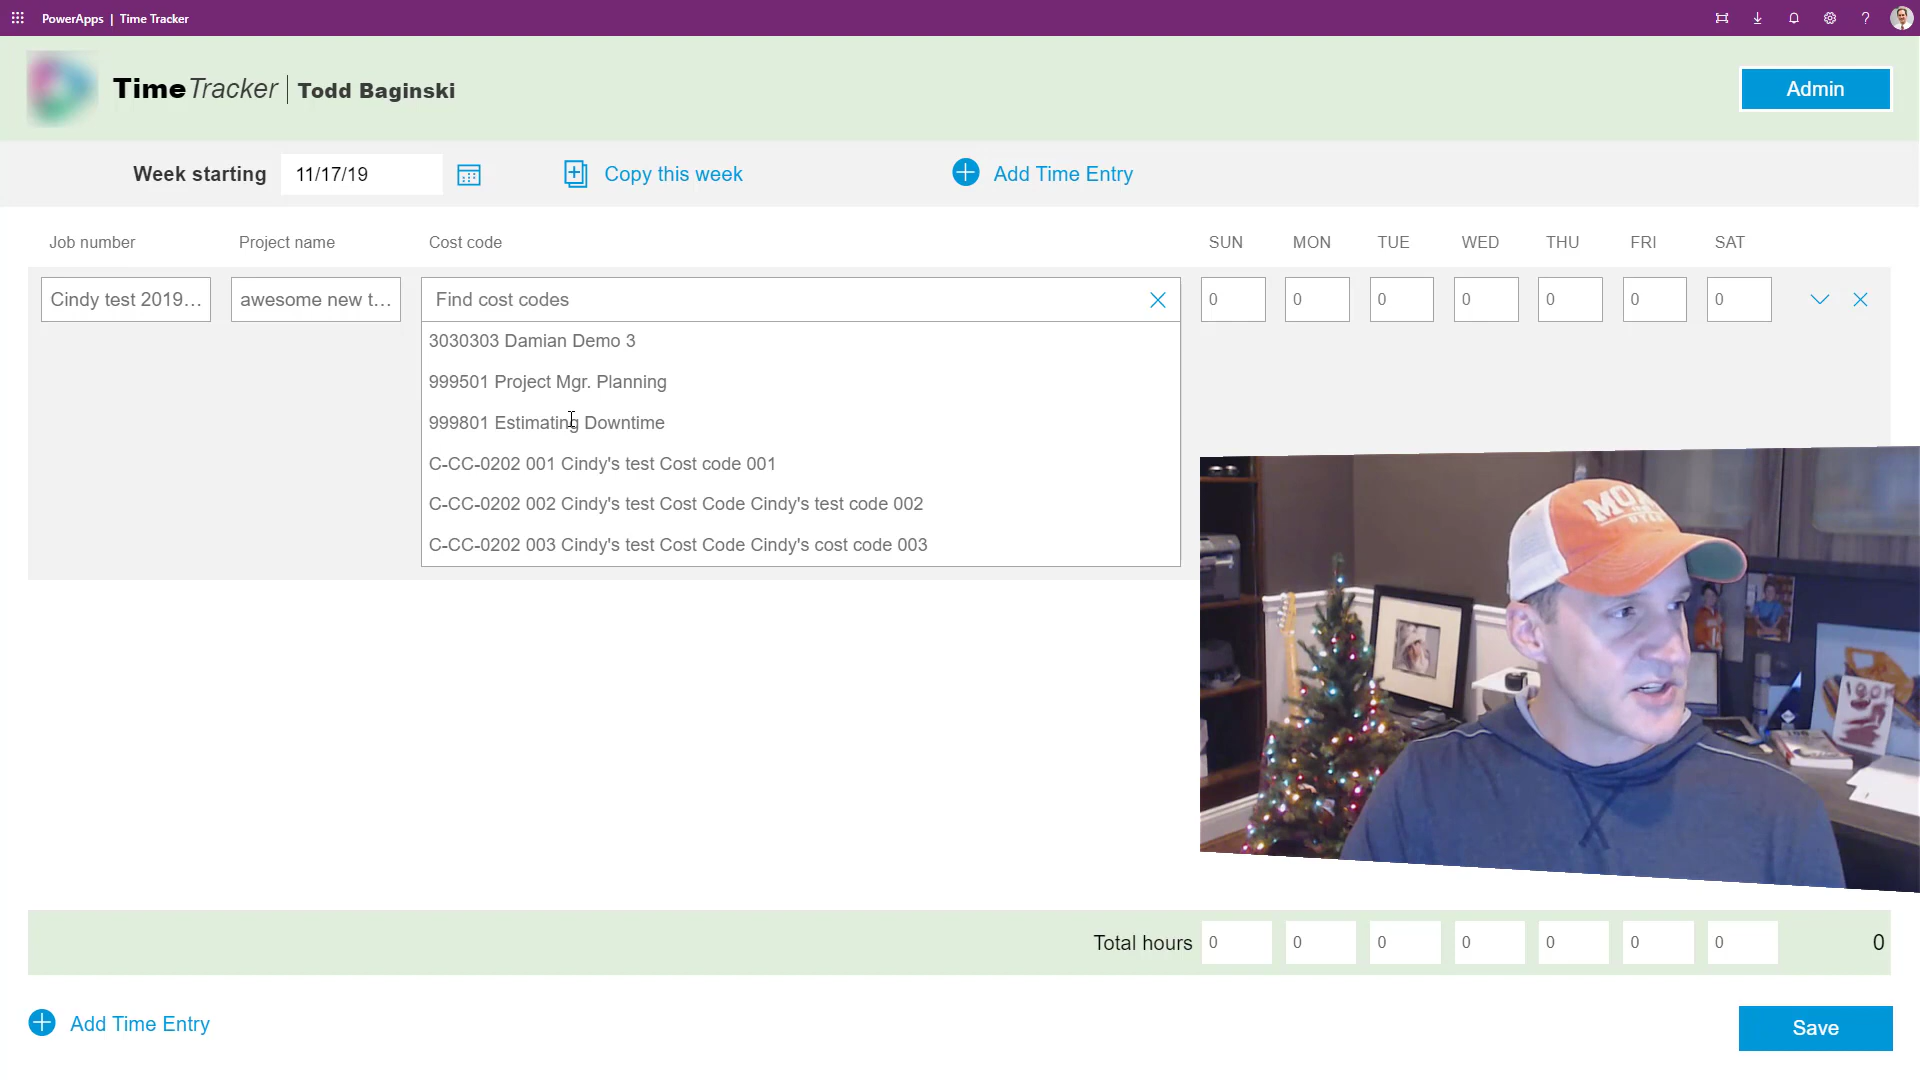 PowerApps | Time Tracker
?
TimeTracker | Todd Baginski
Admin
Week starting 11/17/19 Copy this week Add Time Entry
Job number Project name Cost code SUN MON TUE WED THU FRI SAT
Cindy test 2019... awesome new t... Find cost codes 0 0 0 0 0 0 0
3030303 Damian Demo 3
999501 Project Mgr. Planning
999801 Estimating Downtime
C-CC-0202 001 Cindy's test Cost code 001
C-CC-0202 002 Cindy's test Cost Code Cindy's test code 002
C-CC-0202 003 Cindy's test Cost Code Cindy's cost code 003
Total hours 0 0 0 0 0 0 0 0
Add Time Entry
Save